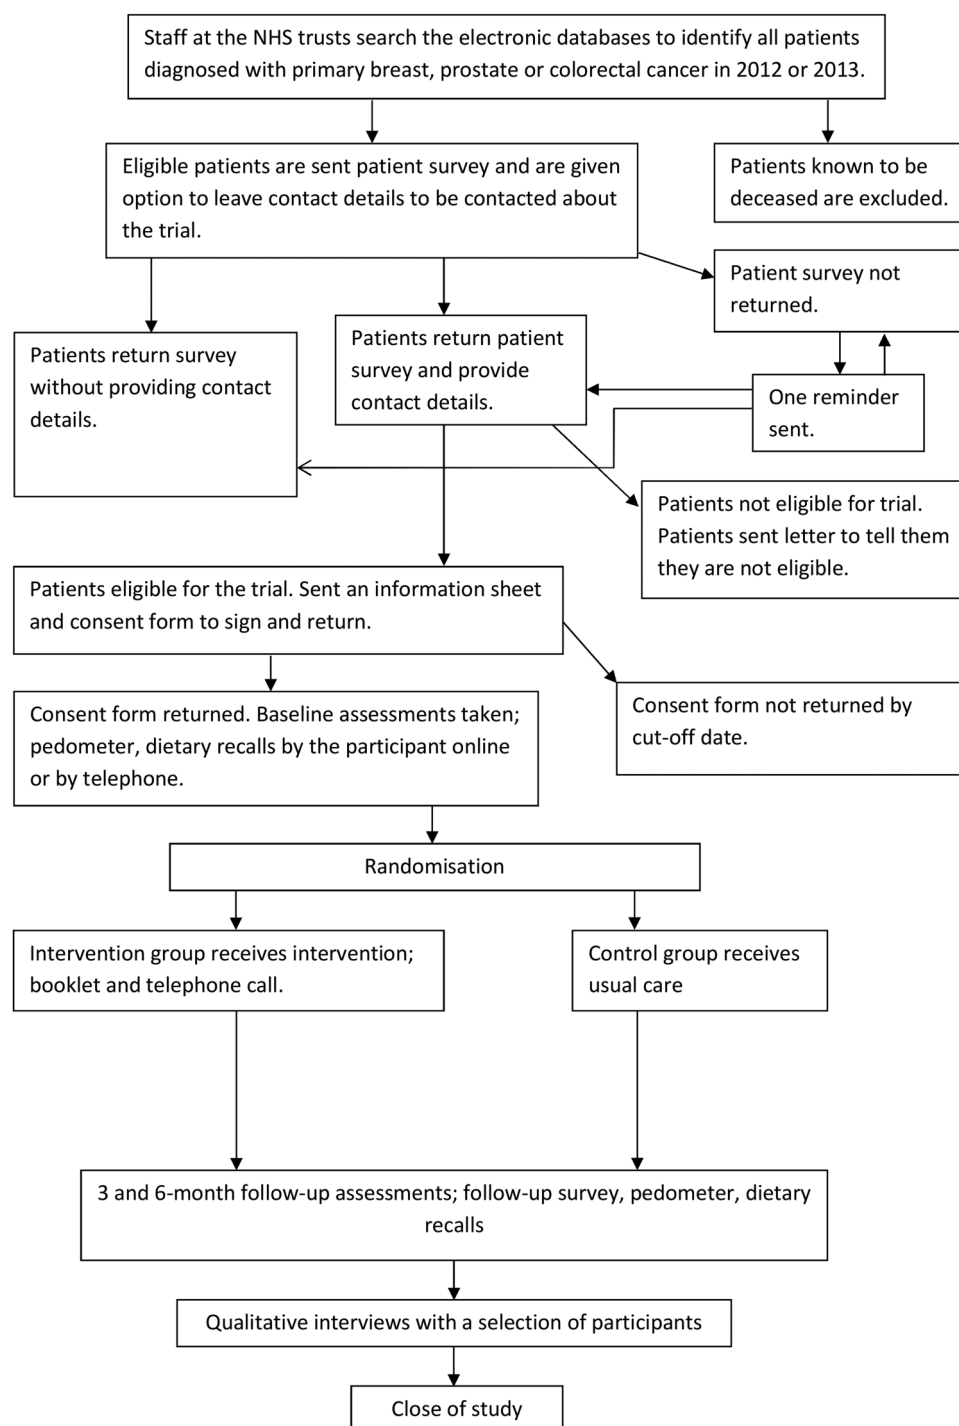 Staff at the NHS trusts search the electronic databases to identify all patients
diagnosed with primary breast, prostate or colorectal cancer in 2012 or 2013.
Eligible patients are sent patient survey and are given
option to leave contact details to be contacted about
the trial.
Patients known to be
deceased are excluded.
Patient survey not
returned.
Patients return survey
without providing contact
details.
Patients return patient
survey and provide
contact details.
One reminder
sent.
Patients not eligible for trial.
Patients sent letter to tell them
they are not eligible.
Patients eligible for the trial. Sent an information sheet
and consent form to sign and return.
Consent form returned. Baseline assessments taken;
pedometer, dietary recalls by the participant online
or by telephone.
Consent form not returned by
cut-off date.
Randomisation
Intervention group receives intervention;
booklet and telephone call.
Control group receives
usual care
3 and 6-month follow-up assessments; follow-up survey, pedometer, dietary
recalls
Qualitative interviews with a selection of participants
Close of study